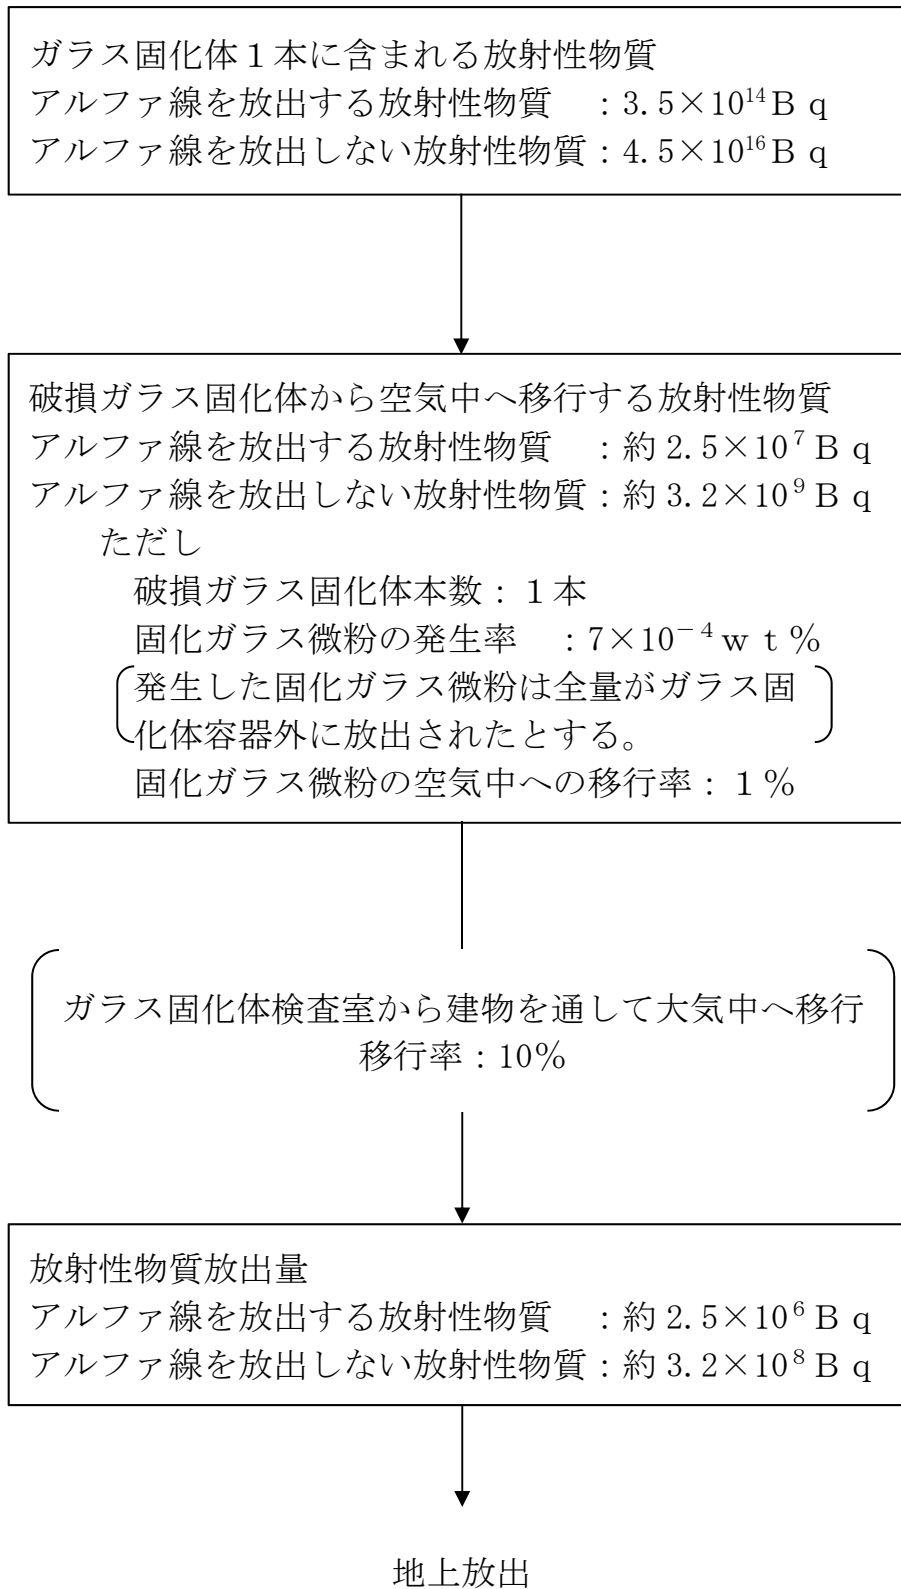 ガラス固化体１本に含まれる放射性物質
アルファ線を放出する放射性物質　：3.5×10¹⁴Ｂｑ
アルファ線を放出しない放射性物質：4.5×10¹⁶Ｂｑ
破損ガラス固化体から空気中へ移行する放射性物質
アルファ線を放出する放射性物質　：約 2.5×10⁷Ｂｑ
アルファ線を放出しない放射性物質：約 3.2×10⁹Ｂｑ
ただし
破損ガラス固化体本数：１本
固化ガラス微粉の発生率　：7×10⁻⁴ｗｔ％
発生した固化ガラス微粉は全量がガラス固
化体容器外に放出されたとする。
固化ガラス微粉の空気中への移行率：１％
ガラス固化体検査室から建物を通して大気中へ移行
移行率：10％
放射性物質放出量
アルファ線を放出する放射性物質　：約 2.5×10⁶Ｂｑ
アルファ線を放出しない放射性物質：約 3.2×10⁸Ｂｑ
地上放出